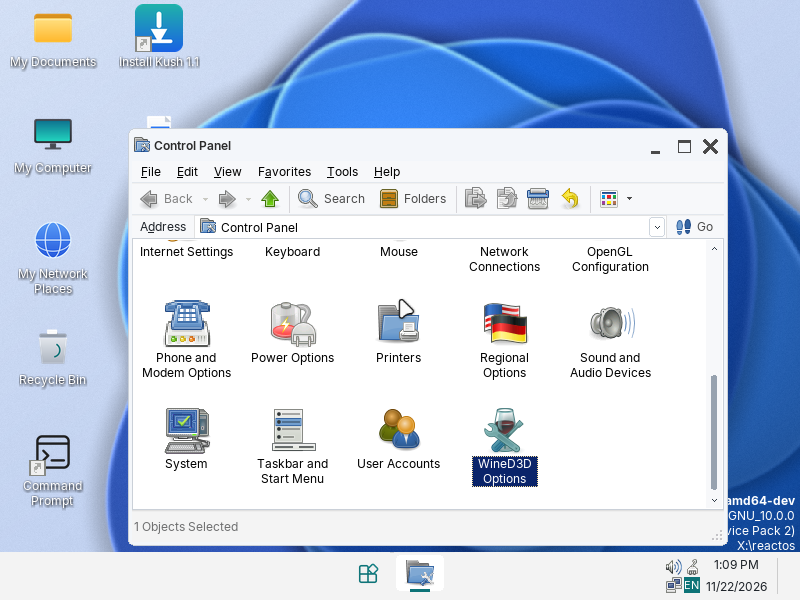 My Documents
Install Kush 1.1
My Computer
My Network
Places
Recycle Bin
Command
Prompt
Control Panel
File Edit View Favorites Tools Help
Back Search Folders
Address Control Panel Go
Internet Settings Keyboard Mouse Network
Connections OpenGL
Configuration
Phone and
Modem Options
Power Options
Printers
Regional
Options
Sound and
Audio Devices
System
Taskbar and
Start Menu
User Accounts
WineD3D
Options
1 Objects Selected
amd64-dev
GNU_10.0.0
Pack 2)
X:\reactos
EN
1:09 PM
11/22/2026